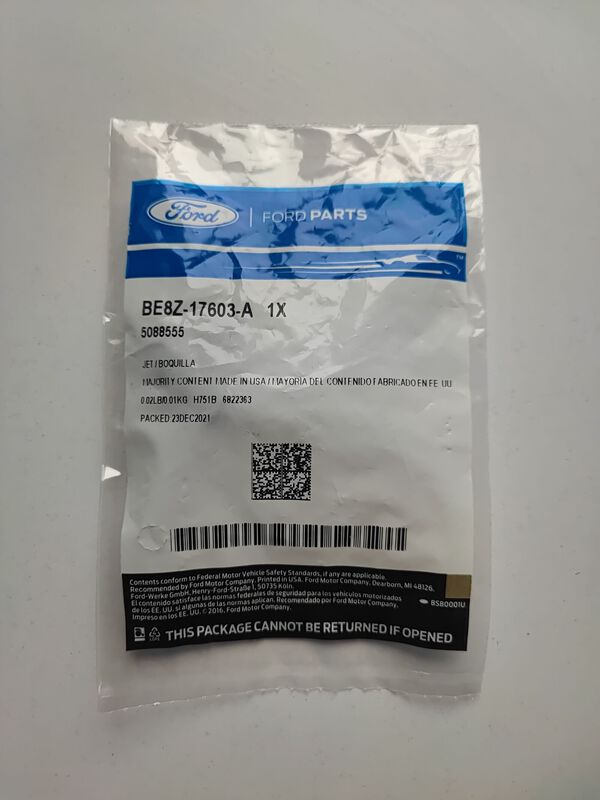 Ford | FORD PARTS
TM
BE8Z-17603-A 1X
5088555
JET / BOQUILLA
MAJORITY CONTENT MADE IN USA / MAYORIA DEL CONTENIDO FABRICADO EN EE. UU
0.02LB/0.01KG H751B 6822363
PACKED:23DEC2021
Contents conform to Federal Motor Vehicle Safety Standards, if any are applicable.
Recommended by Ford Motor Company. Printed in USA. Ford Motor Company, Dearborn, MI 48126,
Ford-Werke GmbH, Henry-Ford-Straße 1, 50735 Köln.
El contenido satisface las normas federales de seguridad para los vehículos motorizados
de los EE. UU. si algunas de las normas aplican. Recomendado por Ford Motor Company.
Impreso en los EE. UU. © 2016, Ford Motor Company.
BSB0001U
THIS PACKAGE CANNOT BE RETURNED IF OPENED